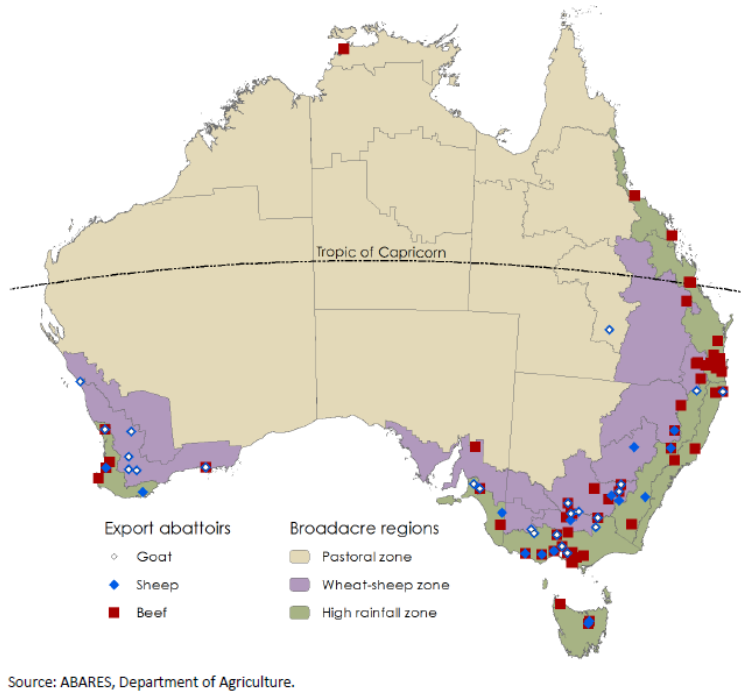 Tropic of Capricorn
Export abattoirs
Goat
Sheep
Beef
Broadacre regions
Pastoral zone
Wheat-sheep zone
High rainfall zone
Source: ABARES, Department of Agriculture.